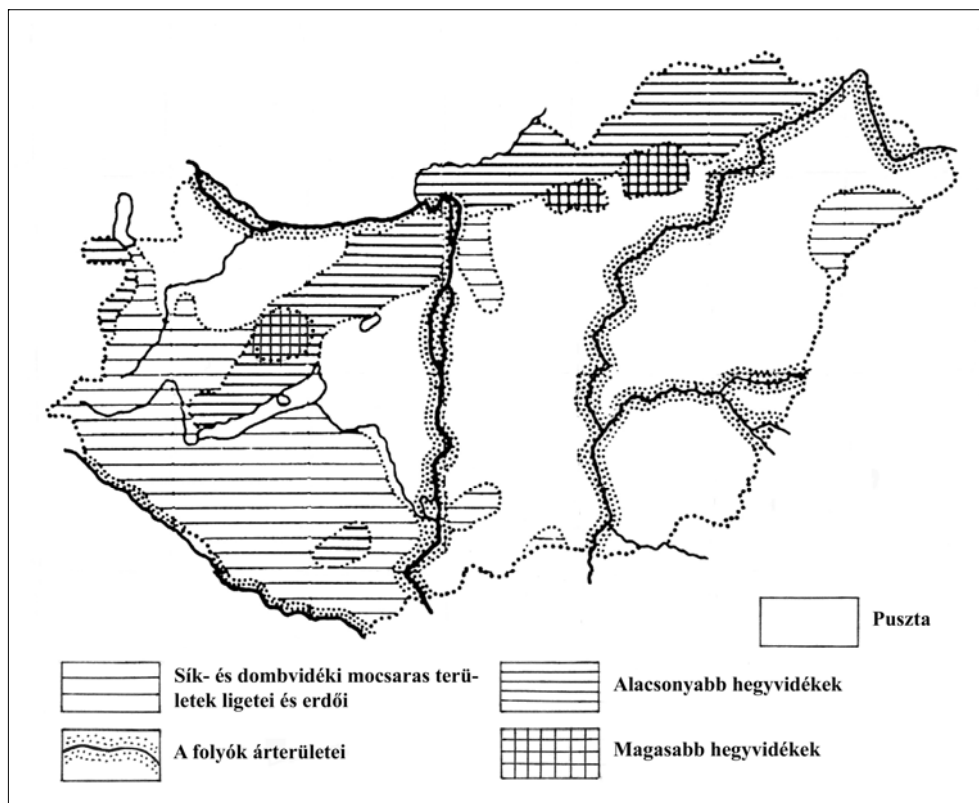 Puszta
Sík- és dombvidéki mocsaras terü-
letek ligetei és erdői
Alacsonyabb hegyvidékek
A folyók árterületei
Magasabb hegyvidékek